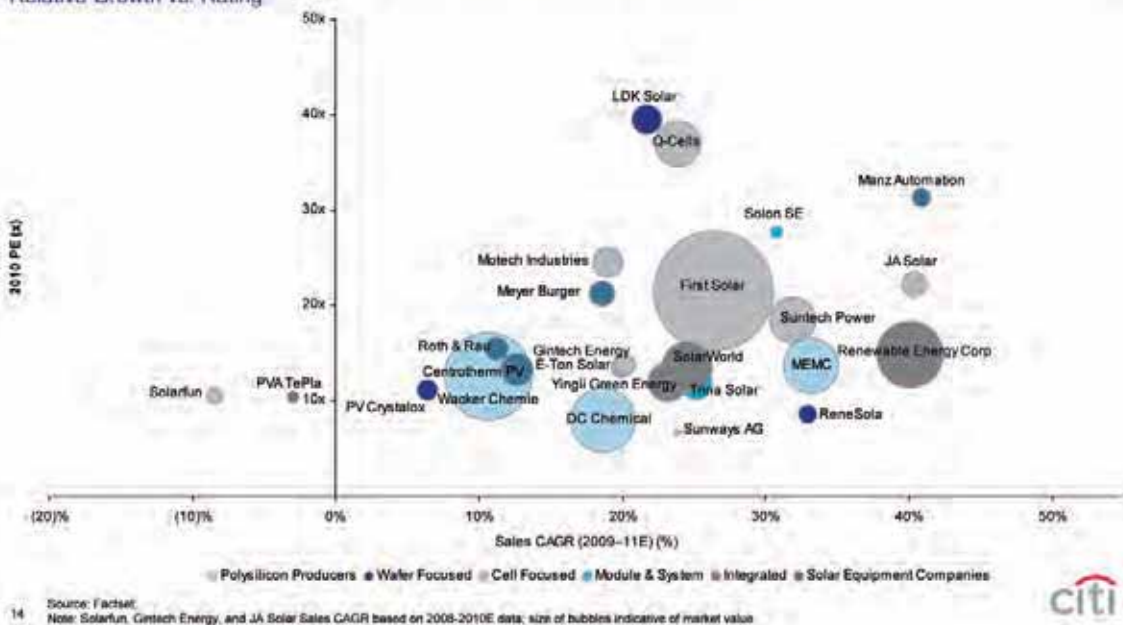 Relative Growth vs. Rating
50x
40x
30x
20x
10x
2010 PE (x)
LDK Solar
Q-Cells
Manz Automation
Solon SE
Motech Industries
JA Solar
Meyer Burger
First Solar
Suntech Power
Roth & Rau
Gintech Energy
SolarWorld
Renewable Energy Corp
E-Ton Solar
MEMC
Centrotherm PV
Yingli Green Energy
Trina Solar
Solarfun
PVA TePla
PV Crystalox
Wacker Chemie
DC Chemical
ReneSola
Sunways AG
(20)% (10)% 0% 10% 20% 30% 40% 50%
Sales CAGR (2009–11E) (%)
Polysilicon Producers Wafer Focused Cell Focused Module & System Integrated Solar Equipment Companies
citi
14
Source: Factset.
Note: Solarfun, Gintech Energy, and JA Solar Sales CAGR based on 2008-2010E data; size of bubbles indicative of market value